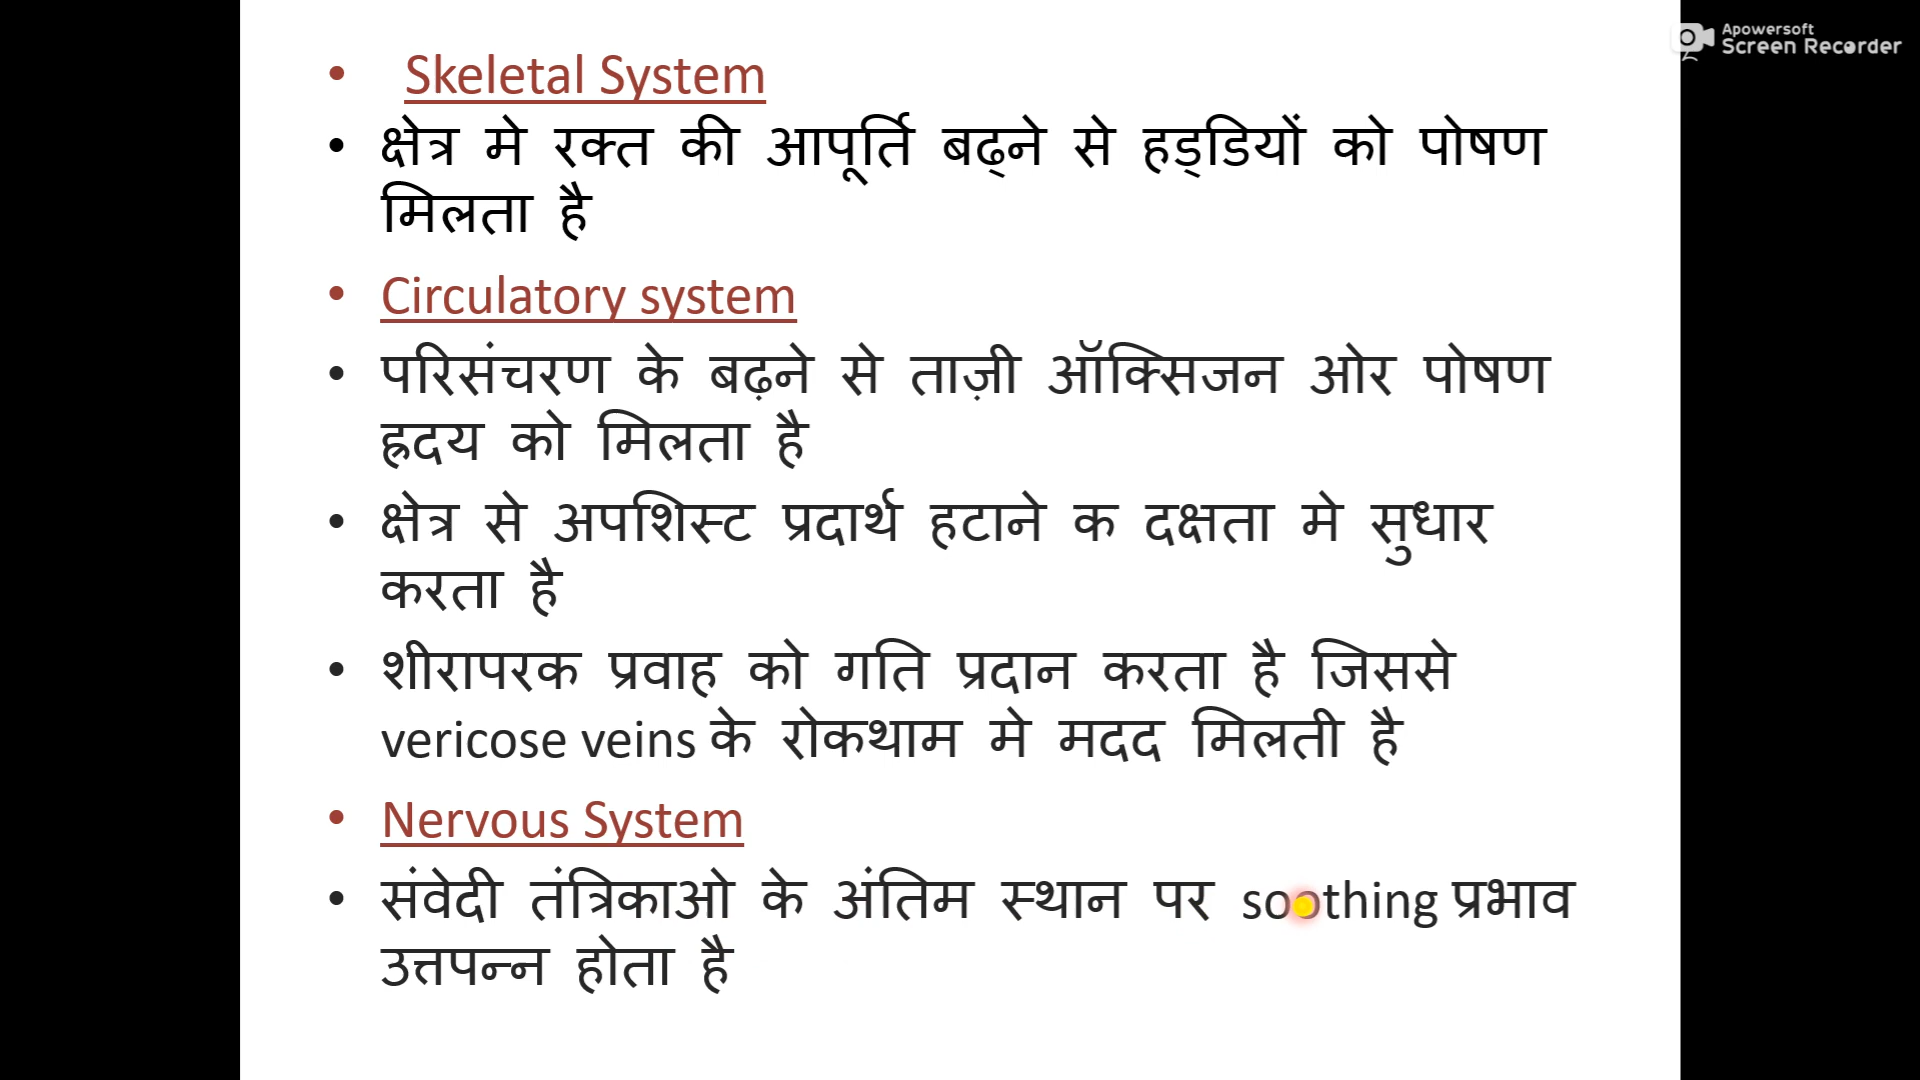 Apowersoft
Screen Recorder
• Skeletal System
• क्षेत्र मे रक्त की आपूर्ति बढ्ने से हड्डियों को पोषण
मिलता है
• Circulatory system
• परिसंचरण के बढ़ने से ताज़ी ऑक्सिजन ओर पोषण
ह्रदय को मिलता है
• क्षेत्र से अपशिस्ट प्रदार्थ हटाने क दक्षता मे सुधार
करता है
• शीरापरक प्रवाह को गति प्रदान करता है जिससे
vericose veins के रोकथाम मे मदद मिलती है
• Nervous System
• संवेदी तंत्रिकाओ के अंतिम स्थान पर soothing प्रभाव
उत्तपन्न होता है